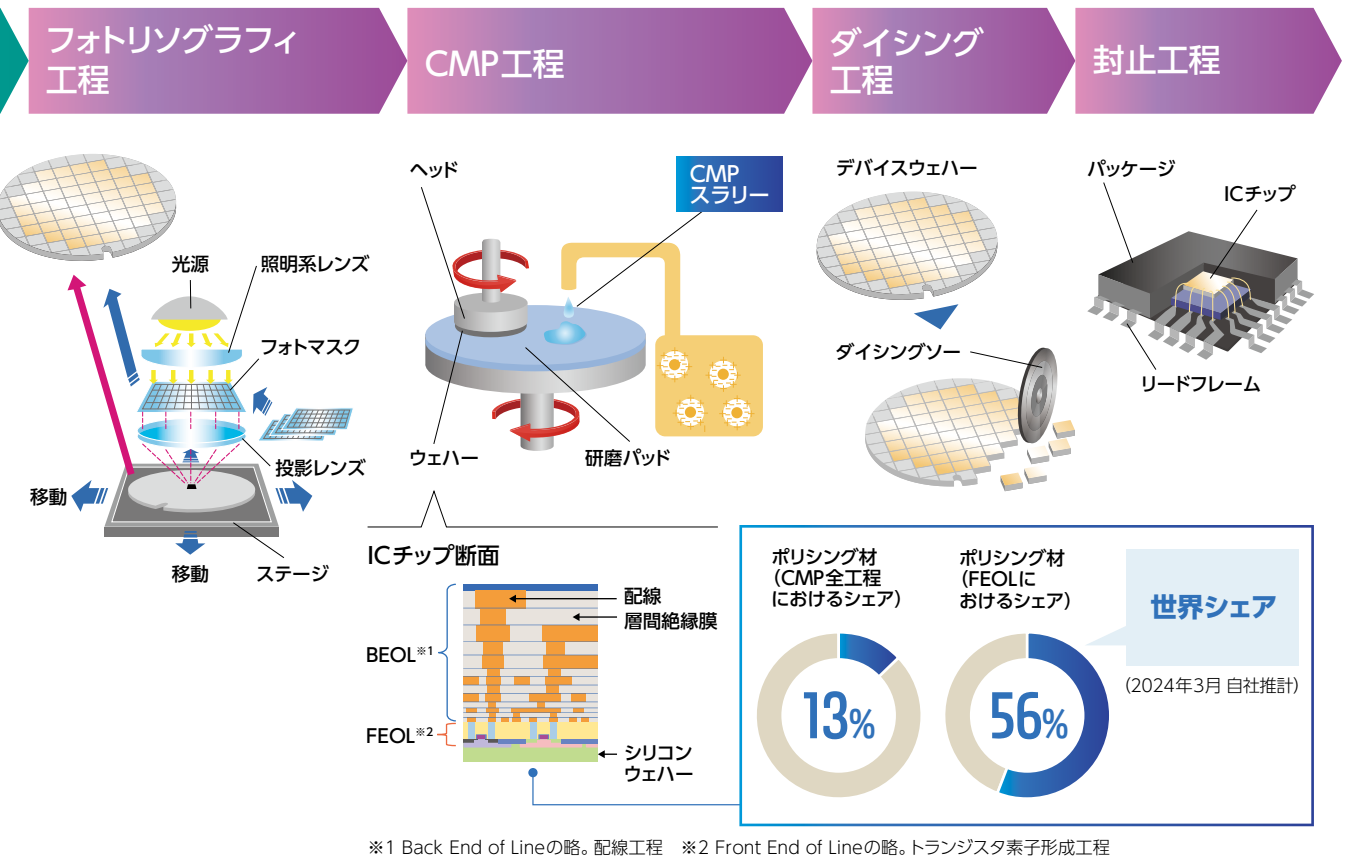 フォトリソグラフィ
工程
CMP工程
ダイシング
工程
封止工程
光源
照明系レンズ
フォトマスク
投影レンズ
移動
移動
ステージ
ヘッド
CMP
スラリー
ウェハー
研磨パッド
デバイスウェハー
ダイシングソー
パッケージ
ICチップ
リードフレーム
ICチップ断面
配線
層間絶縁膜
BEOL※1
FEOL※2
シリコン
ウェハー
ポリシング材
(CMP全工程
におけるシェア)
13%
ポリシング材
(FEOLに
おけるシェア)
56%
世界シェア
(2024年3月 自社推計)
※1 Back End of Lineの略。配線工程 ※2 Front End of Lineの略。トランジスタ素子形成工程